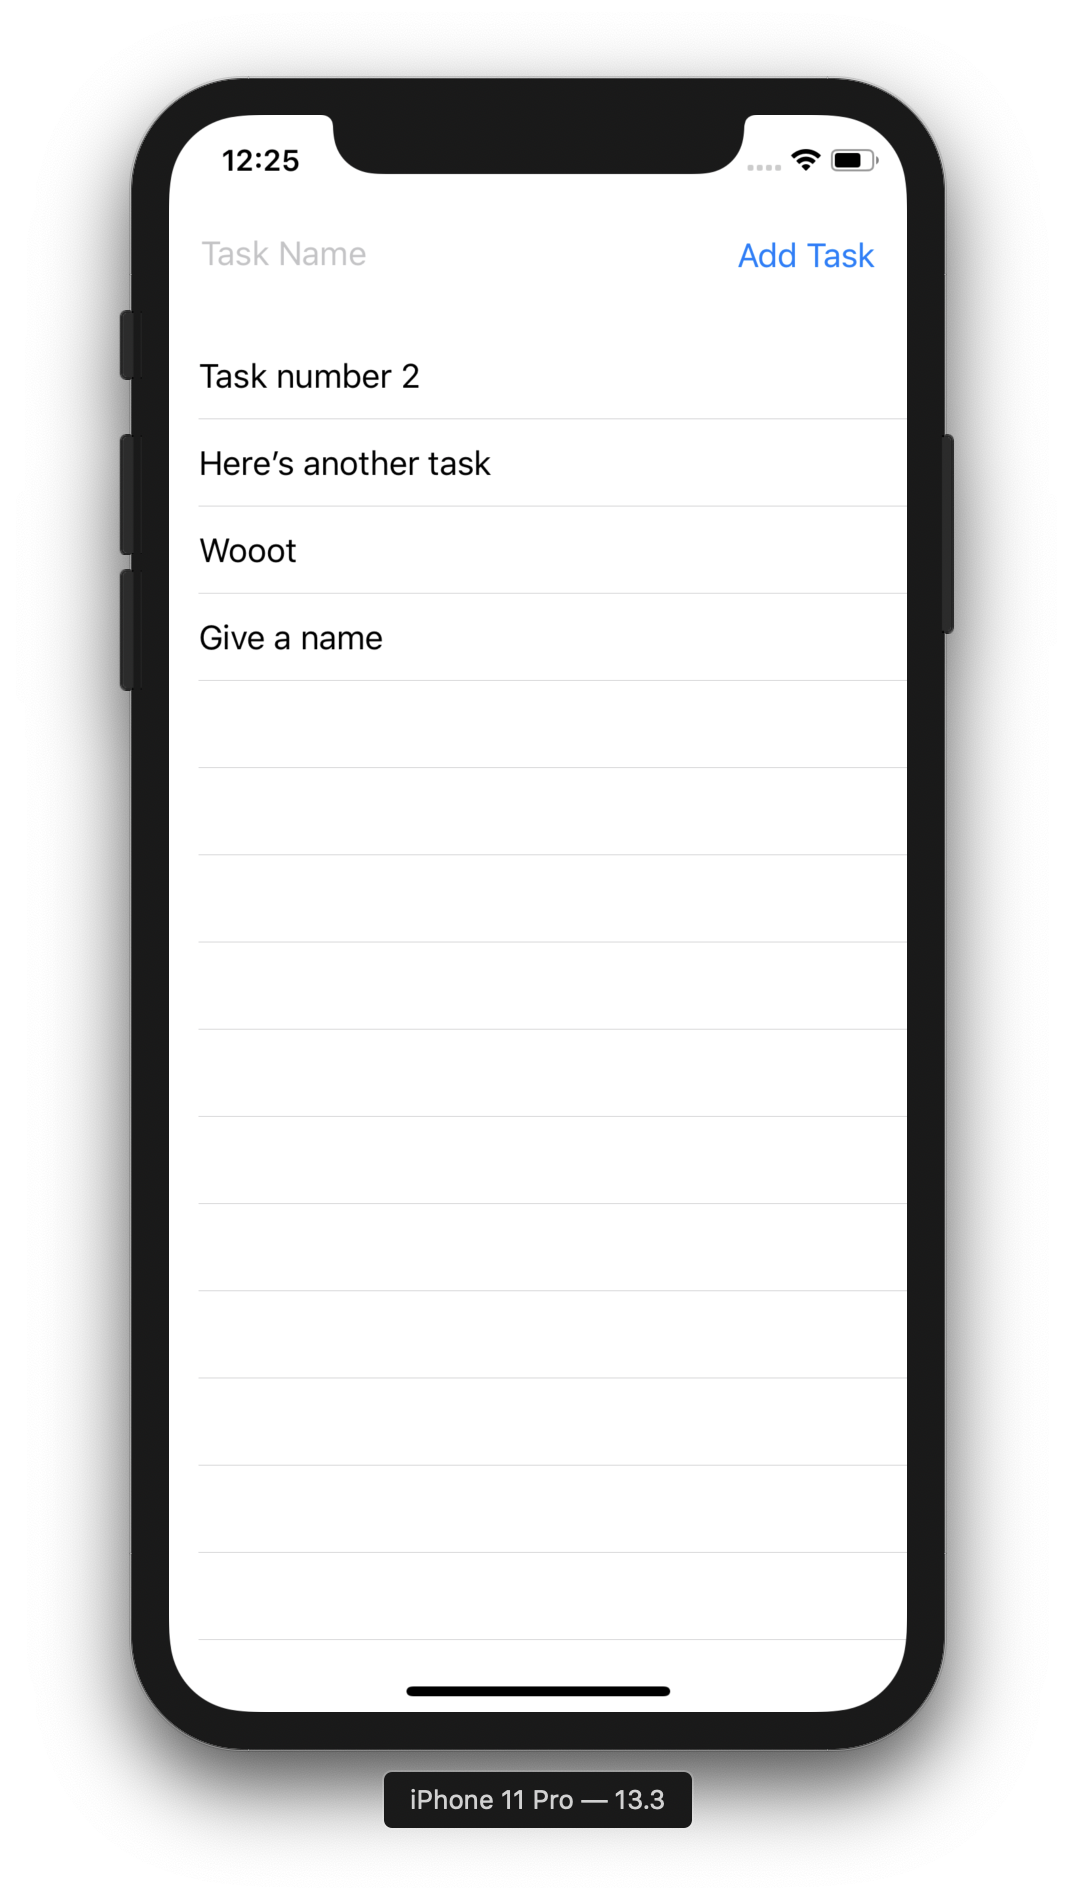 12:25
Task Name Add Task
Task number 2
Here’s another task
Wooot
Give a name
iPhone 11 Pro — 13.3